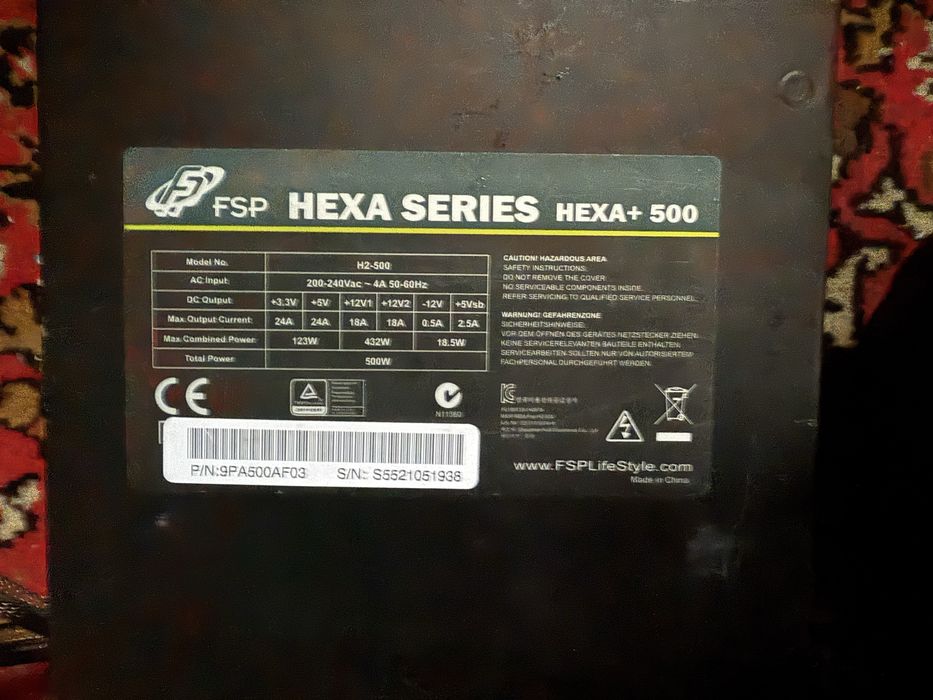 FSP HEXA SERIES HEXA+ 500
Model No. H2-500
AC Input 200-240Vac ~ 4A 50-60Hz
DC Output +3.3V +5V +12V1 +12V2 -12V +5Vsb
Max.Output Current 24A 24A 18A 18A 0.5A 2.5A
Max.Combined Power 123W 432W 18.5W
Total Power 500W
CAUTION! HAZARDOUS AREA
SAFETY INSTRUCTIONS:
DO NOT REMOVE THE COVER.
NO SERVICEABLE COMPONENTS INSIDE.
REFER SERVICING TO QUALIFIED SERVICE PERSONNEL.
WARNUNG! GEFAHRENZONE
SICHERHEITSHINWEISE:
VOR DEM ÖFFNEN DES GERÄTES NETZSTECKER ZIEHEN.
KEINE SERVICERELEVANTEN BAUTEILE ENTHALTEN.
SERVICEARBEITEN SOLLTEN NUR VON AUTORISIERTEM
FACHPERSONAL DURCHGEFÜHRT WERDEN.
CE
N11360
P/N:9PA500AF03 S/N: S5521051938
www.FSPLifeStyle.com
Made in China